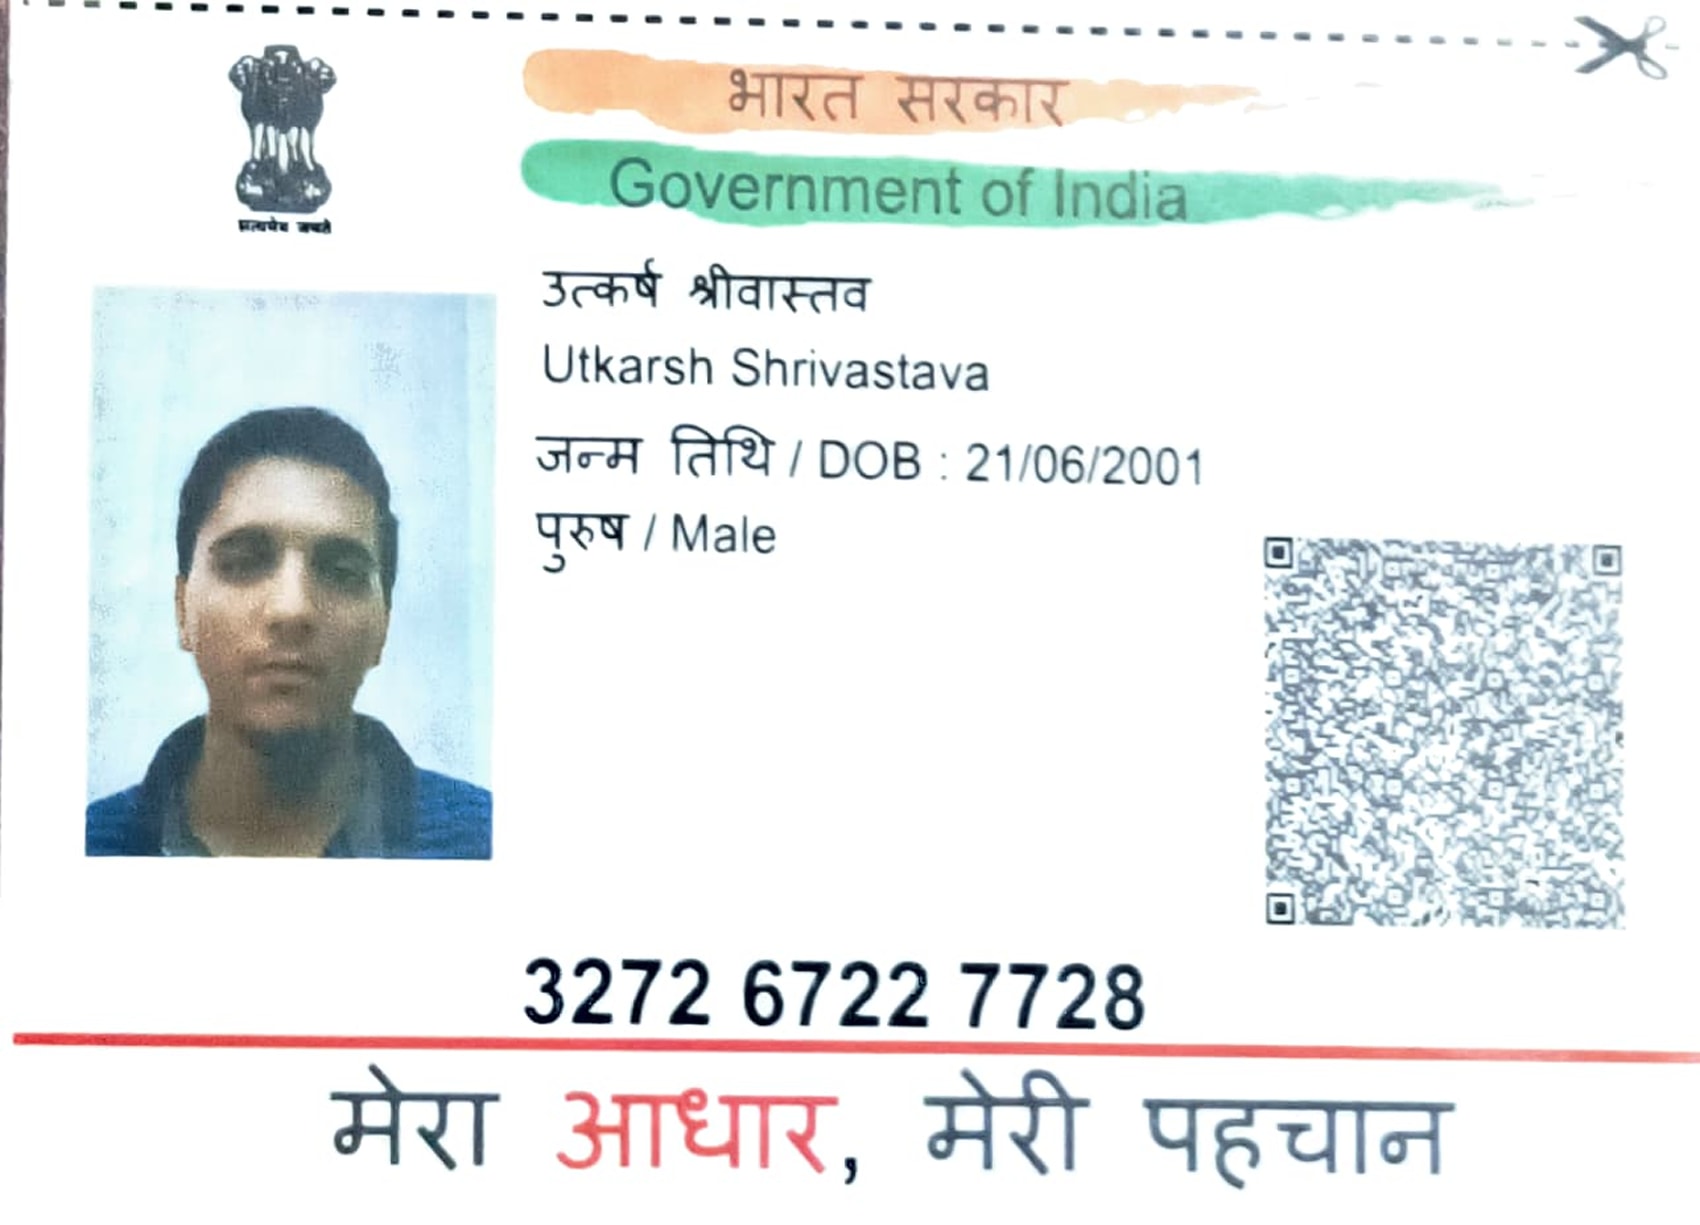 भारत सरकार
Government of India
सत्यमेव जयते
उत्कर्ष श्रीवास्तव
Utkarsh Shrivastava
जन्म तिथि / DOB : 21/06/2001
पुरुष / Male
3272 6722 7728
मेरा आधार, मेरी पहचान